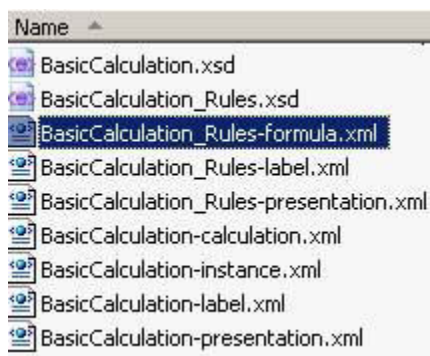 Name
BasicCalculation.xsd
BasicCalculation_Rules.xsd
BasicCalculation_Rules-formula.xml
BasicCalculation_Rules-label.xml
BasicCalculation_Rules-presentation.xml
BasicCalculation-calculation.xml
BasicCalculation-instance.xml
BasicCalculation-label.xml
BasicCalculation-presentation.xml